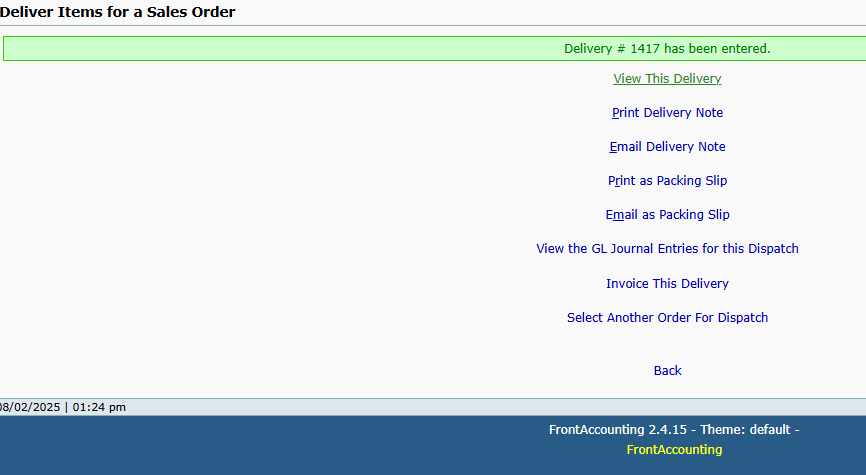 Deliver Items for a Sales Order
Delivery # 1417 has been entered.
View This Delivery
Print Delivery Note
Email Delivery Note
Print as Packing Slip
Email as Packing Slip
View the GL Journal Entries for this Dispatch
Invoice This Delivery
Select Another Order For Dispatch
Back
08/02/2025 | 01:24 pm
FrontAccounting 2.4.15 - Theme: default -
FrontAccounting